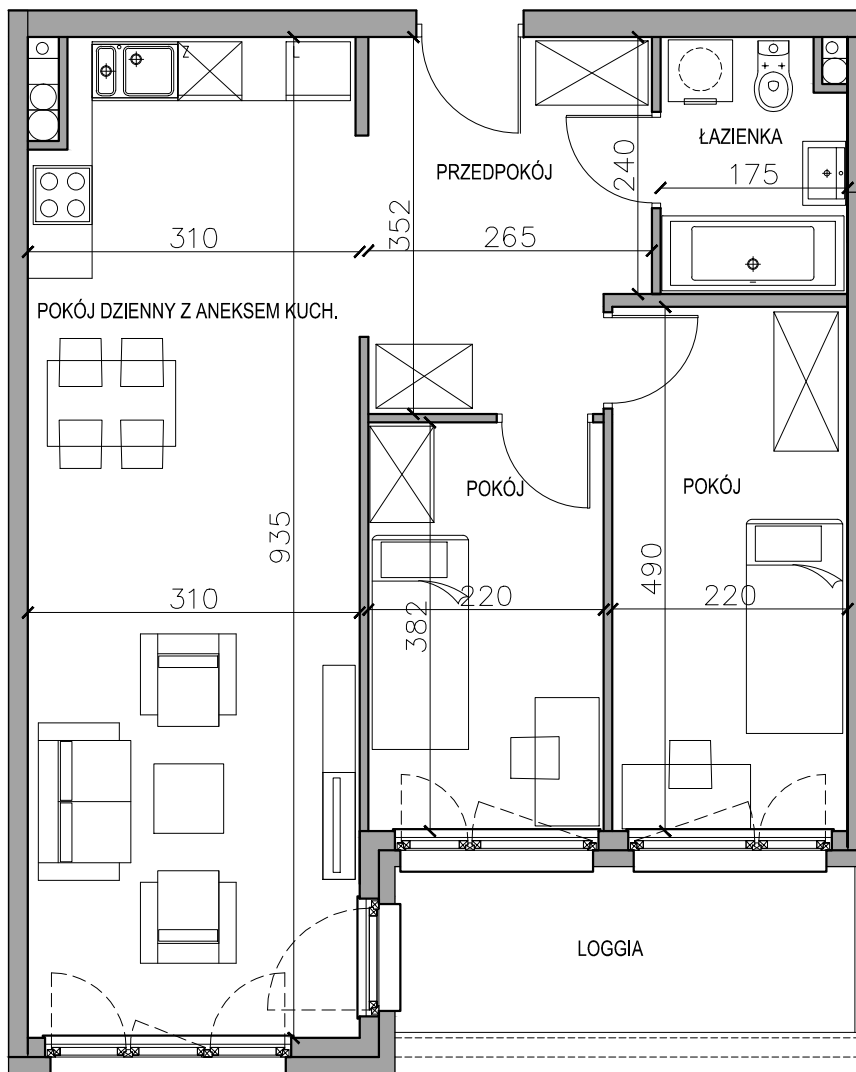 Z
ŁAZIENKA
PRZEDPOKÓJ
240
175
352
310
265
POKÓJ DZIENNY Z ANEKSEM KUCH.
POKÓJ
POKÓJ
935
490
310
220
220
382
LOGGIA